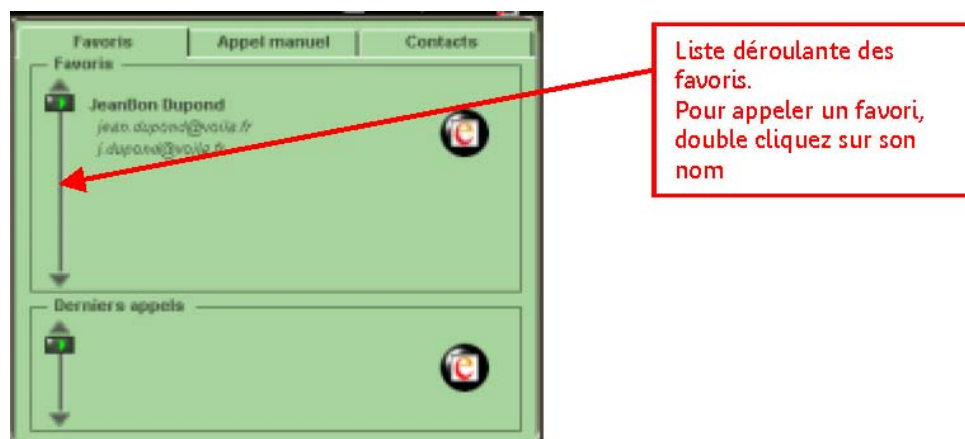 Favoris
Appel manuel
Contacts
Favoris
JeanBon Dupond
jean.dupond@voila.fr
j.dupond@voila.fr
Derniers appels
Liste déroulante des
favoris.
Pour appeler un favori,
double cliquez sur son
nom